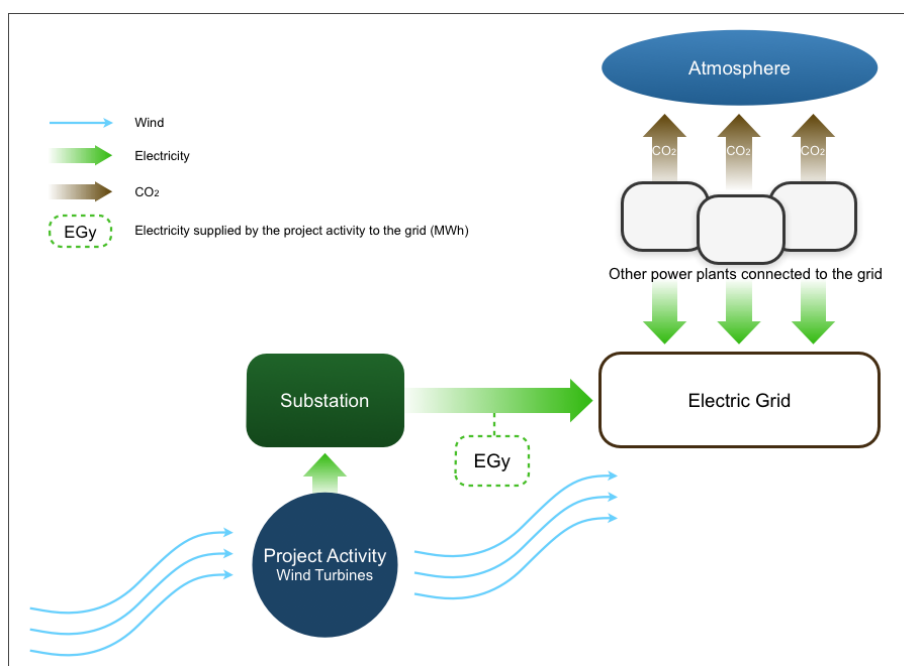 Atmosphere
Wind
Electricity
CO₂
EGy
Electricity supplied by the project activity to the grid (MWh)
CO₂
CO₂
CO₂
Other power plants connected to the grid
Substation
Electric Grid
EGy
Project Activity
Wind Turbines